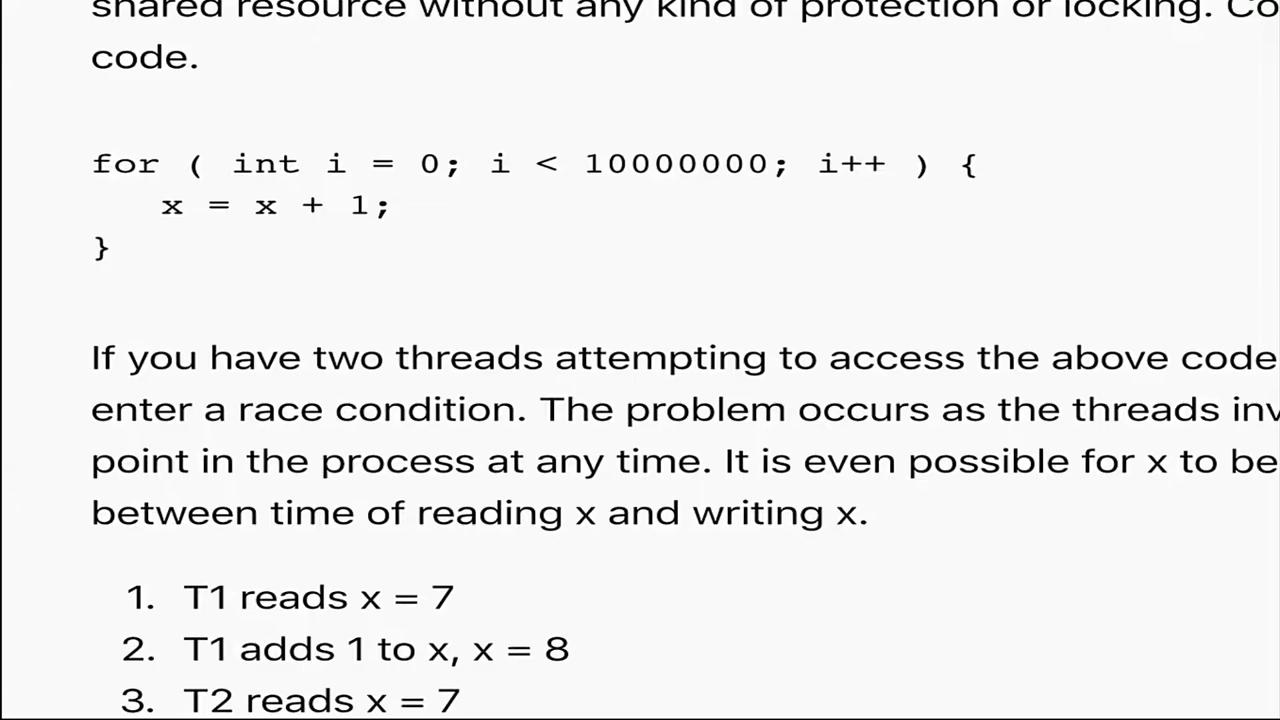 shared resource without any kind of protection or locking. Co
code.
for ( int i = 0; i < 10000000; i++ ) {
x = x + 1;
}
If you have two threads attempting to access the above code
enter a race condition. The problem occurs as the threads inv
point in the process at any time. It is even possible for x to be
between time of reading x and writing x.
1. T1 reads x = 7
2. T1 adds 1 to x, x = 8
3. T2 reads x = 7